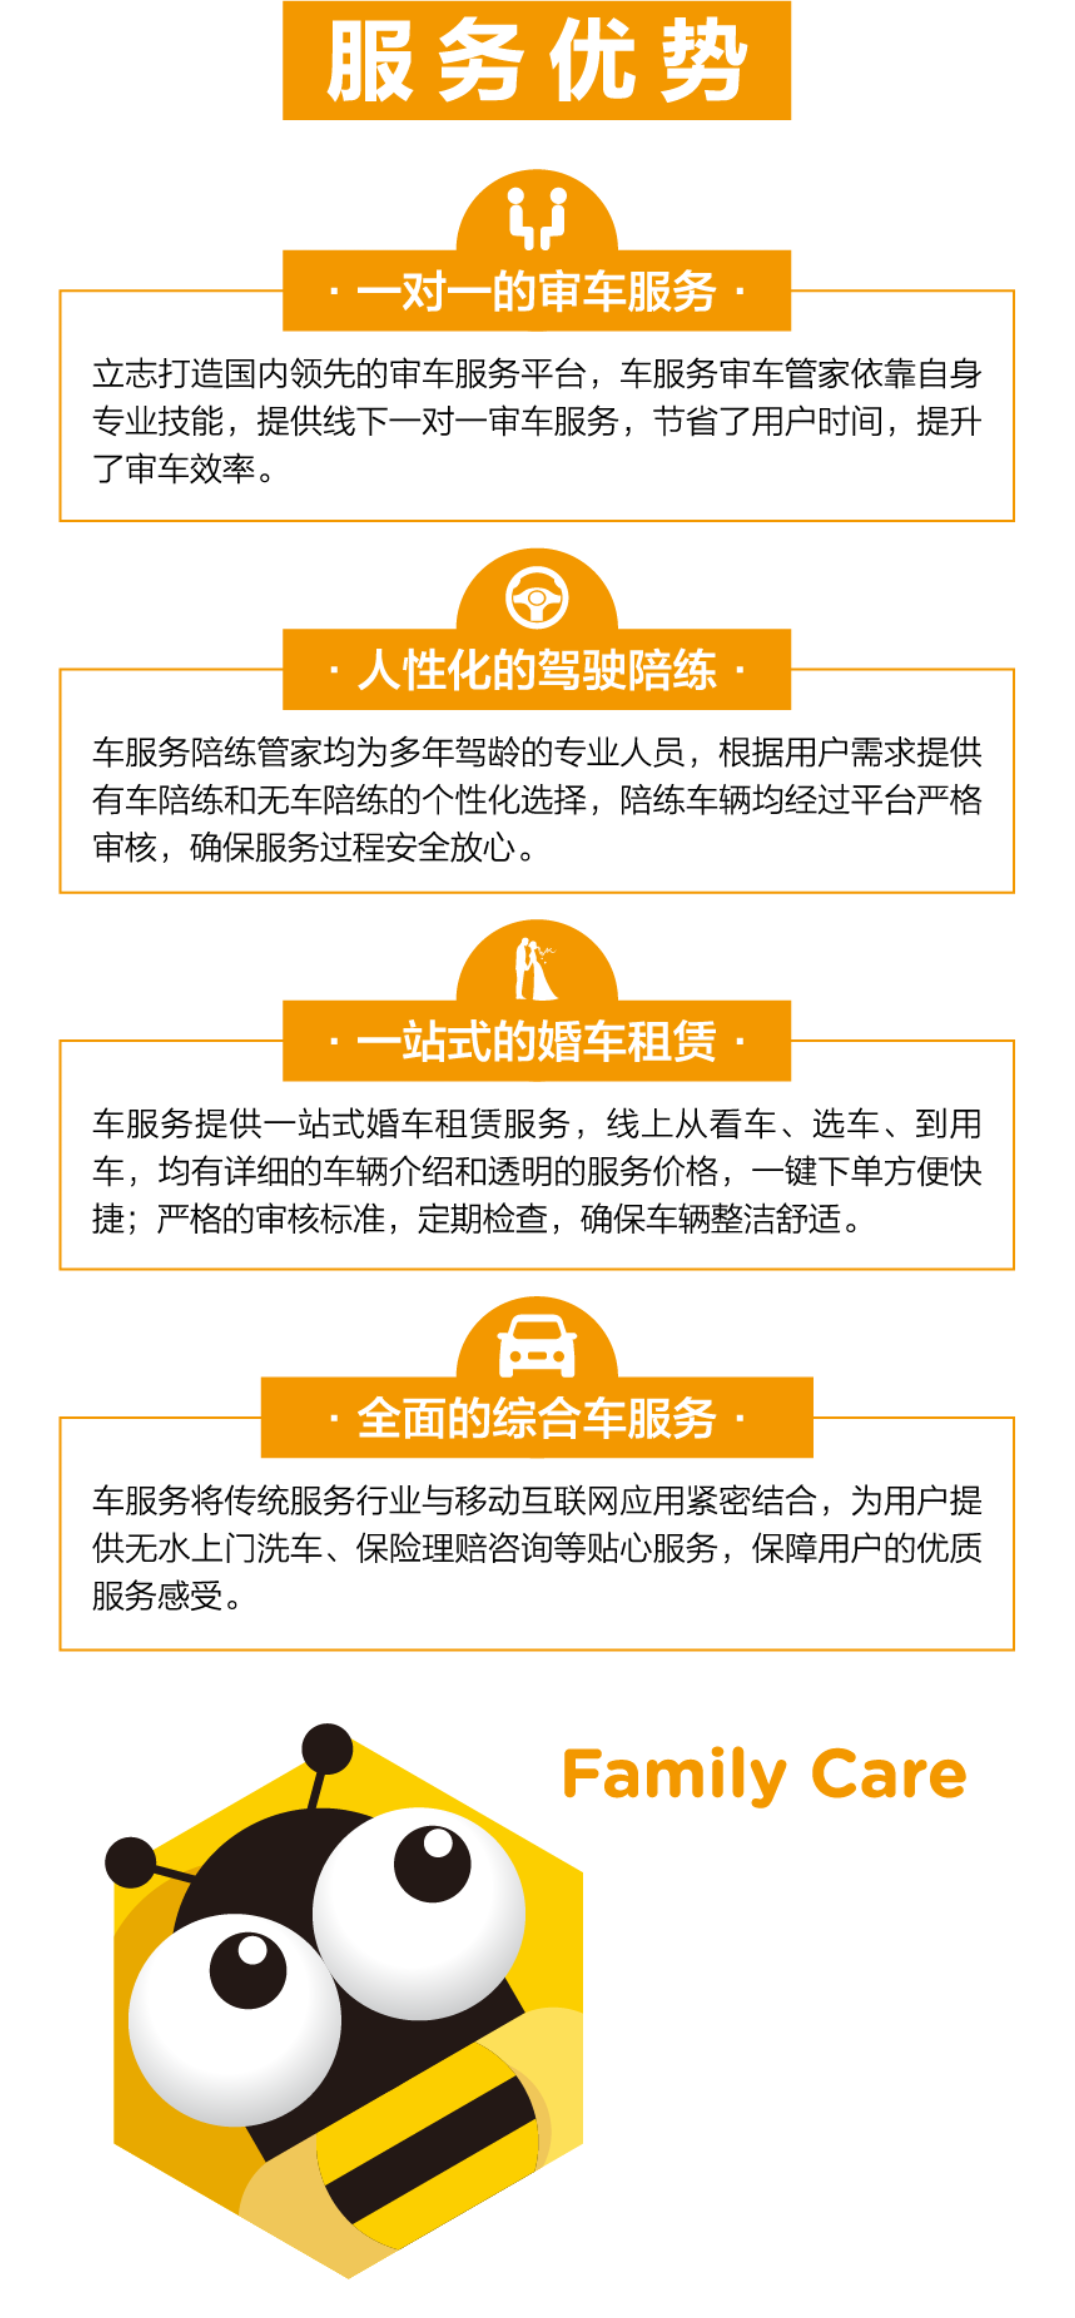 服务优势
· 一对一的审车服务 ·
立志打造国内领先的审车服务平台，车服务审车管家依靠自身
专业技能，提供线下一对一审车服务，节省了用户时间，提升
了审车效率。
· 人性化的驾驶陪练 ·
车服务陪练管家均为多年驾龄的专业人员，根据用户需求提供
有车陪练和无车陪练的个性化选择，陪练车辆均经过平台严格
审核，确保服务过程安全放心。
· 一站式的婚车租赁 ·
车服务提供一站式婚车租赁服务，线上从看车、选车、到用
车，均有详细的车辆介绍和透明的服务价格，一键下单方便快
捷；严格的审核标准，定期检查，确保车辆整洁舒适。
· 全面的综合车服务 ·
车服务将传统服务行业与移动互联网应用紧密结合，为用户提
供无水上门洗车、保险理赔咨询等贴心服务，保障用户的优质
服务感受。
Family Care